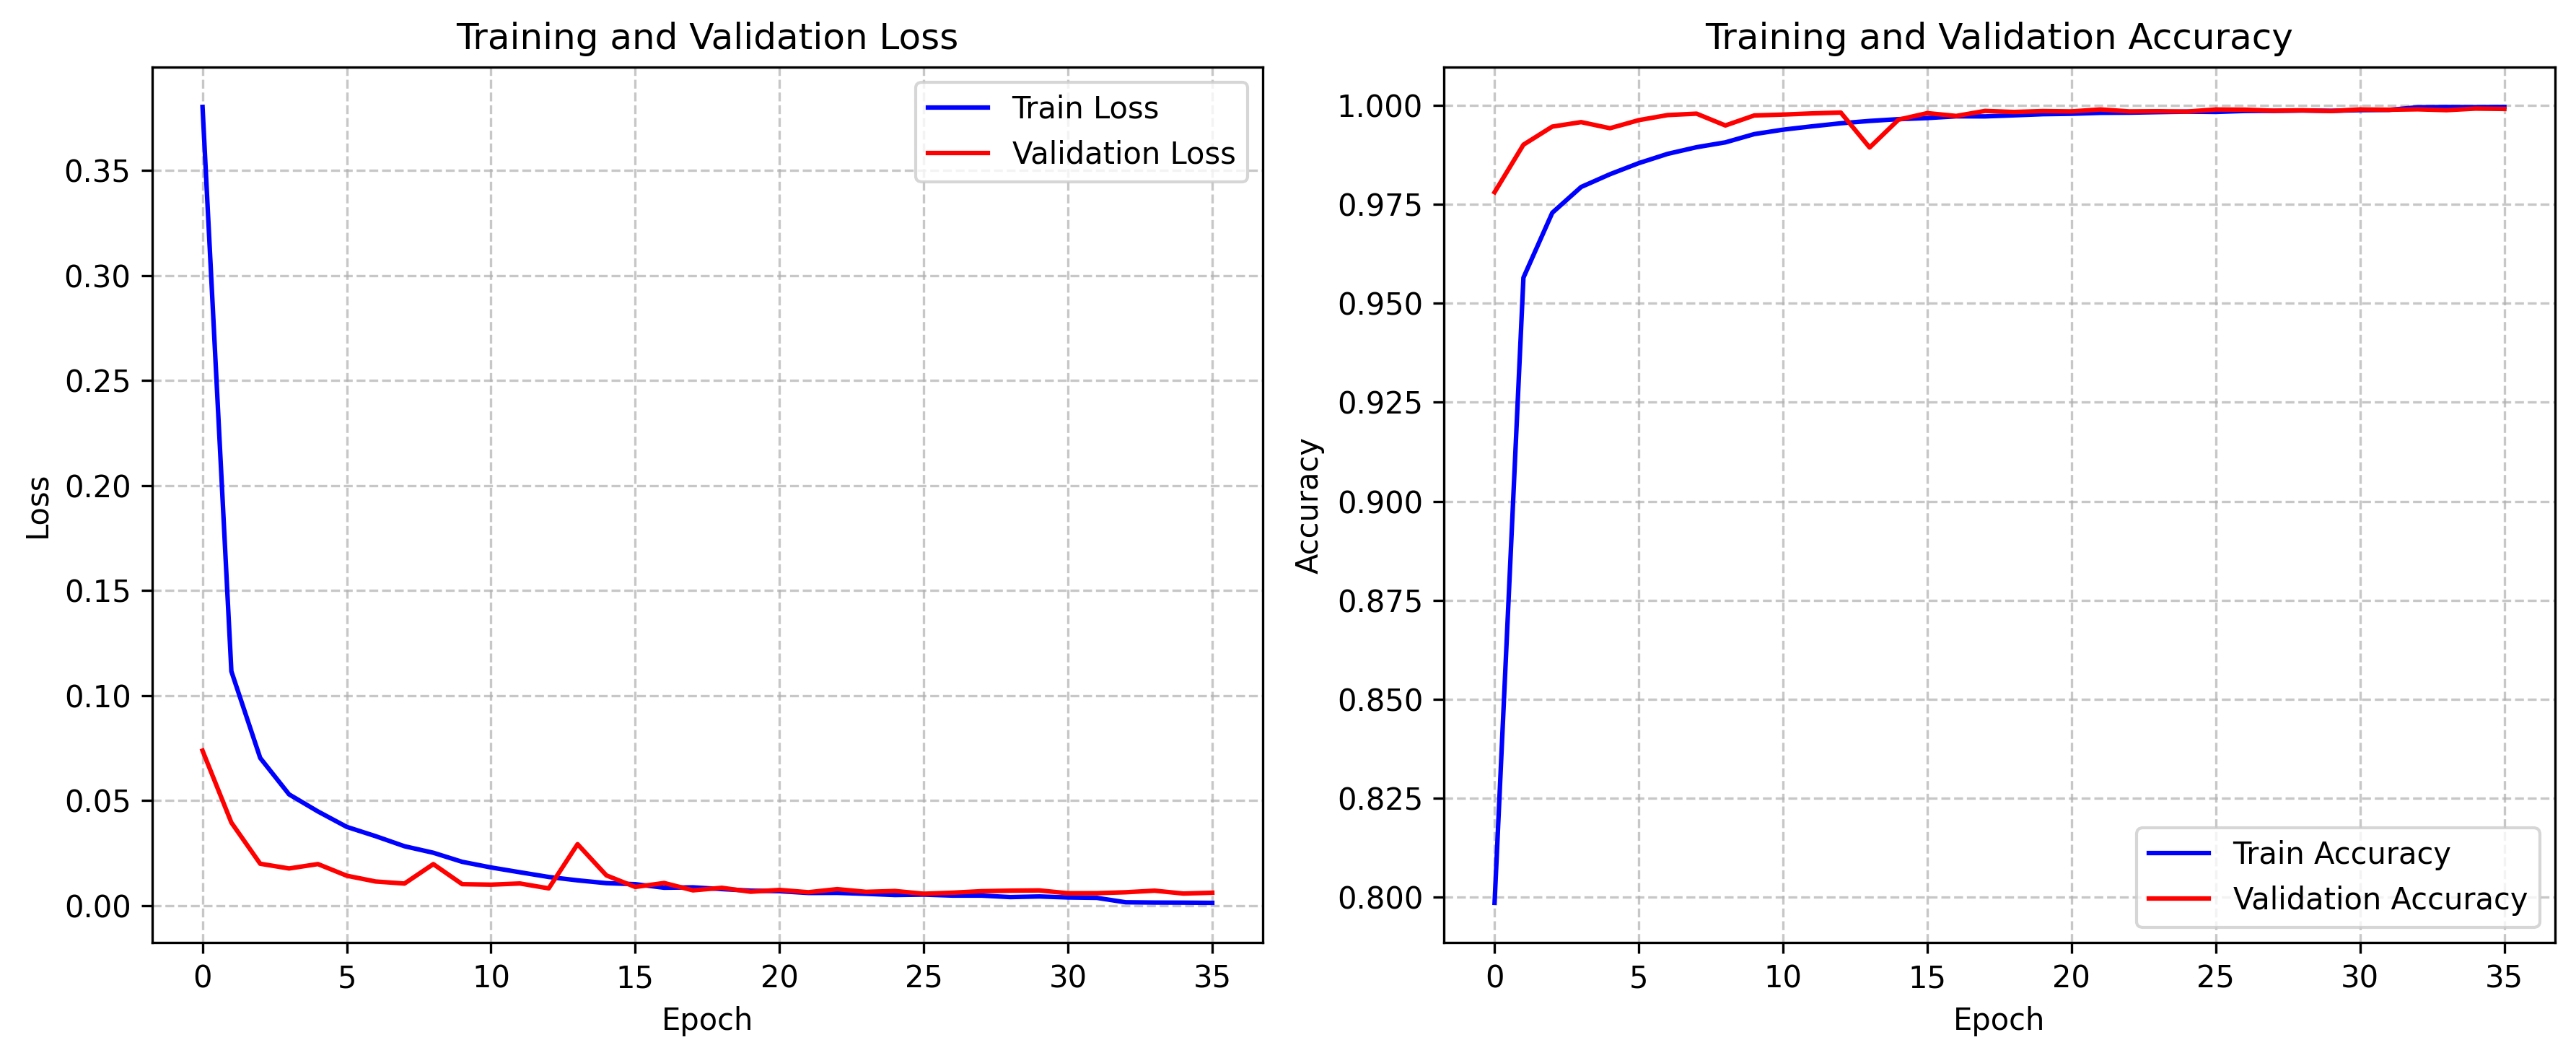 Training and Validation Loss
Train Loss
Validation Loss
0.35
0.30
0.25
0.20
0.15
0.10
0.05
0.00
Loss
0 5 10 15 20 25 30 35
Epoch
Training and Validation Accuracy
1.000
0.975
0.950
0.925
0.900
0.875
0.850
0.825
0.800
Accuracy
Train Accuracy
Validation Accuracy
0 5 10 15 20 25 30 35
Epoch